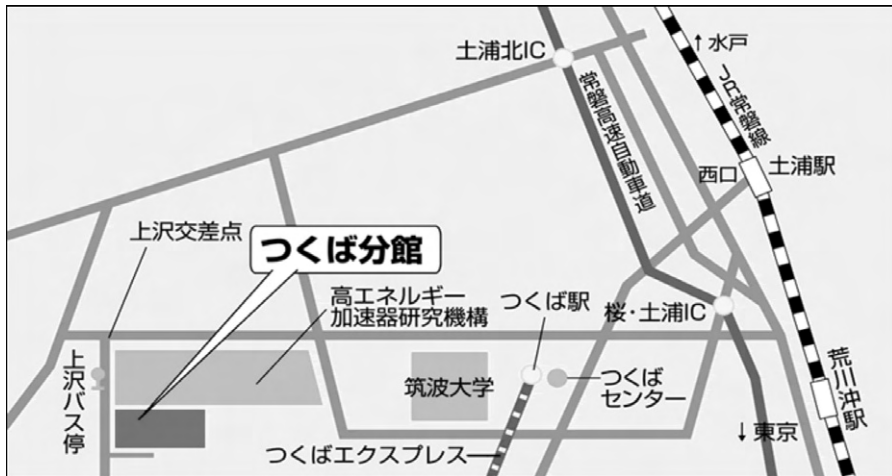 土浦北IC
↑水戸
JR常磐線
常磐高速自動車道
西口
土浦駅
上沢交差点
つくば分館
高エネルギー
加速器研究機構
つくば駅
桜・土浦IC
上沢バス停
筑波大学
つくば
センター
荒川沖駅
↓東京
つくばエクスプレス